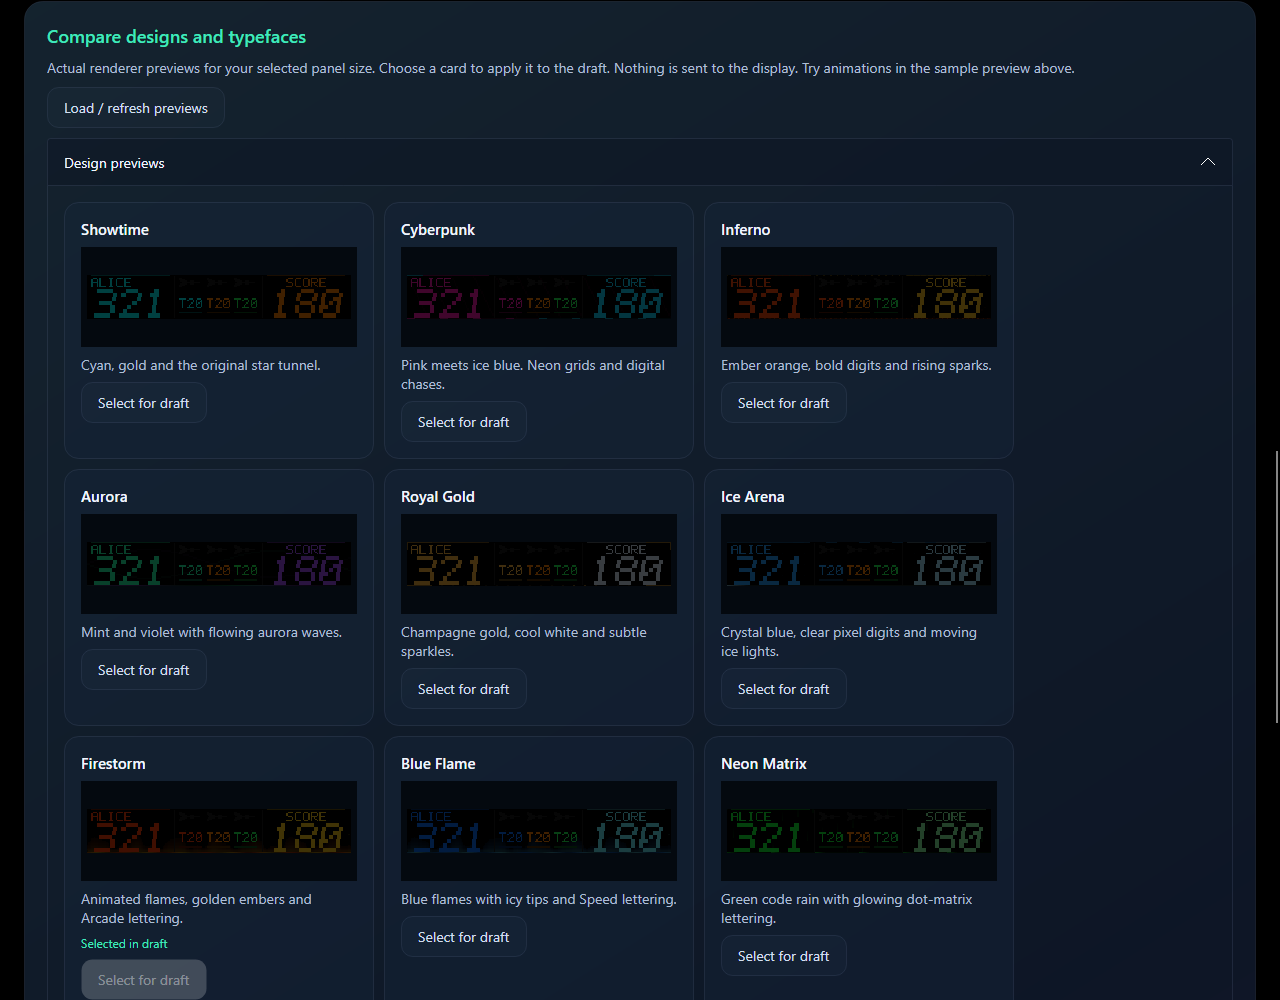 Compare designs and typefaces
Actual renderer previews for your selected panel size. Choose a card to apply it to the draft. Nothing is sent to the display. Try animations in the sample preview above.
Load / refresh previews
Design previews
Showtime
ALICE SCORE
321 T20 T20 T20 180
Cyan, gold and the original star tunnel.
Select for draft
Cyberpunk
ALICE SCORE
321 T20 T20 T20 180
Pink meets ice blue. Neon grids and digital
chases.
Select for draft
Inferno
ALICE SCORE
321 T20 T20 T20 180
Ember orange, bold digits and rising sparks.
Select for draft
Aurora
ALICE SCORE
321 T20 T20 T20 180
Mint and violet with flowing aurora waves.
Select for draft
Royal Gold
ALICE SCORE
321 T20 T20 T20 180
Champagne gold, cool white and subtle
sparkles.
Select for draft
Ice Arena
ALICE SCORE
321 T20 T20 T20 180
Crystal blue, clear pixel digits and moving
ice lights.
Select for draft
Firestorm
ALICE SCORE
321 T20 T20 T20 180
Animated flames, golden embers and
Arcade lettering.
Selected in draft
Select for draft
Blue Flame
ALICE SCORE
321 T20 T20 T20 180
Blue flames with icy tips and Speed lettering.
Select for draft
Neon Matrix
ALICE SCORE
321 T20 T20 T20 180
Green code rain with glowing dot-matrix
lettering.
Select for draft